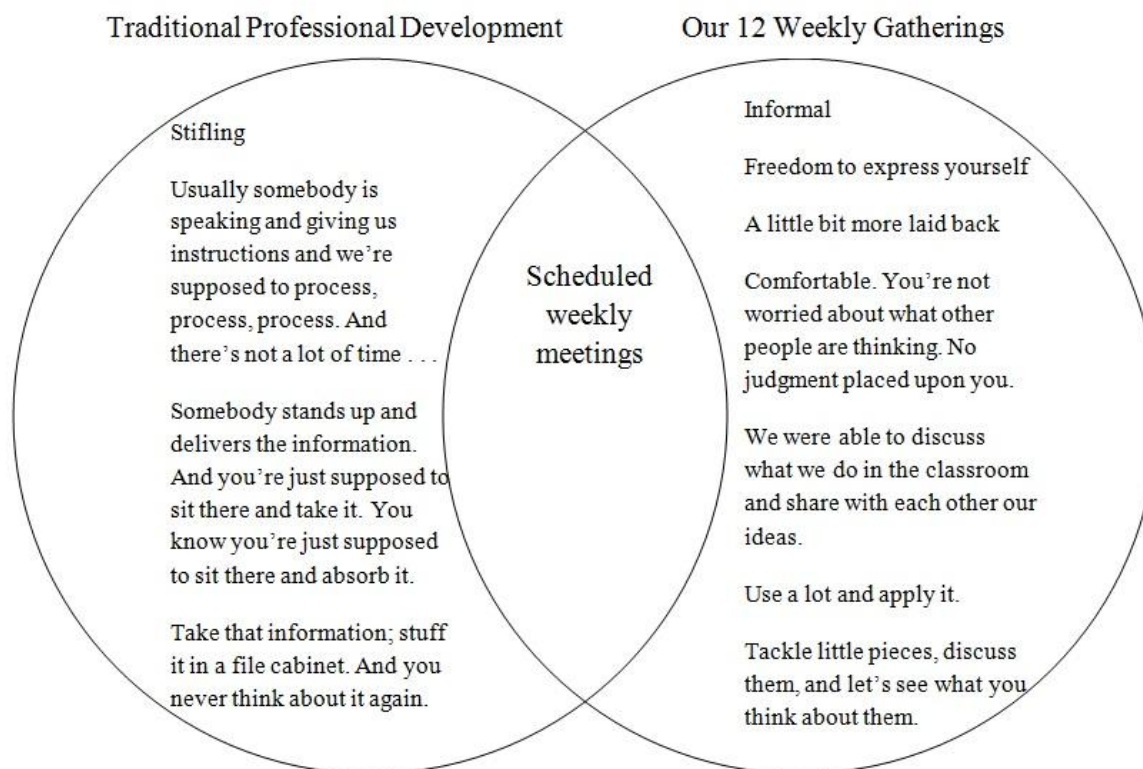 Traditional Professional Development
Our 12 Weekly Gatherings
Stifling
Usually somebody is
speaking and giving us
instructions and we’re
supposed to process,
process, process. And
there’s not a lot of time . . .
Somebody stands up and
delivers the information.
And you’re just supposed to
sit there and take it. You
know you’re just supposed
to sit there and absorb it.
Take that information; stuff
it in a file cabinet. And you
never think about it again.
Scheduled
weekly
meetings
Informal
Freedom to express yourself
A little bit more laid back
Comfortable. You’re not
worried about what other
people are thinking. No
judgment placed upon you.
We were able to discuss
what we do in the classroom
and share with each other our
ideas.
Use a lot and apply it.
Tackle little pieces, discuss
them, and let’s see what you
think about them.